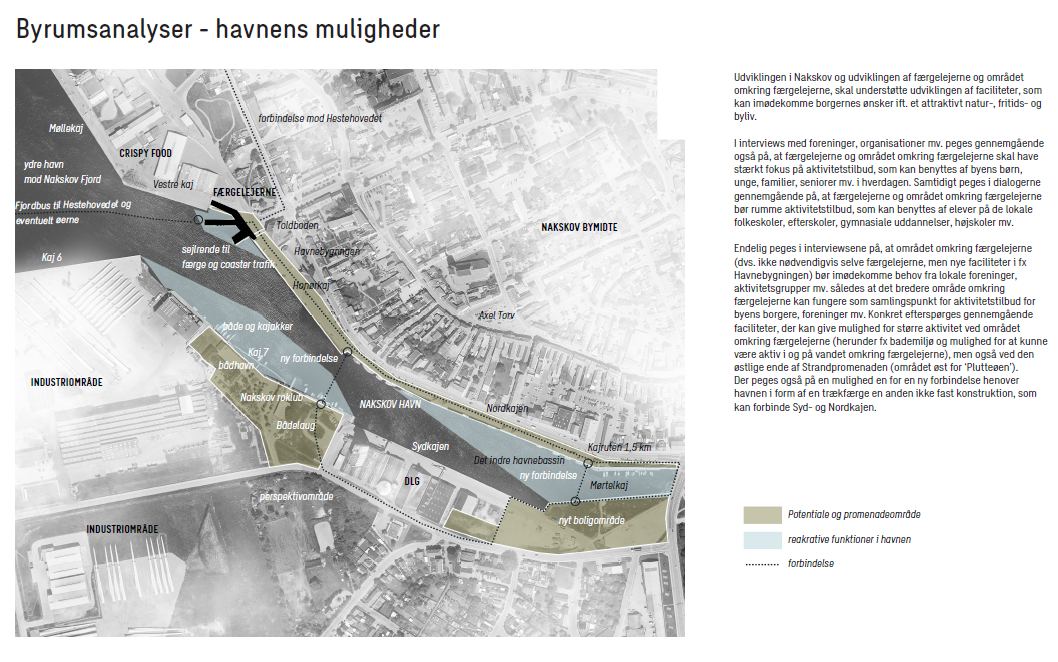 Byrumsanalyser - havnens muligheder
Møllekaj
CRISPY FOOD
forbindelse mod Hestehovedet
ydre havn
mod Nakskov Fjord
Vestre kaj
FÆRGELEJERNE
Fjordbus til Hestehovedet og
eventuelt øerne
Toldboden
NAKSKOV BYMIDTE
sejlrende til
færge og coaster trafik
Havnebygningen
Kaj 6
Honørkaj
Axel Torv
både og kajakker
Kaj 7
ny forbindelse
bådhavn
INDUSTRIOMRÅDE
Nakskov roklub
NAKSKOV HAVN
Nordkajen
Bådelaug
Sydkajen
Kajruten 1,5 km
Det indre havnebassin
ny forbindelse
DLG
Mørtelkaj
perspektivområde
nyt boligområde
INDUSTRIOMRÅDE
Udviklingen i Nakskov og udviklingen af færgelejerne og området
omkring færgelejerne, skal understøtte udviklingen af faciliteter, som
kan imødekomme borgernes ønsker ift. et attraktivt natur-, fritids- og
byliv.
I interviews med foreninger, organisationer mv. peges gennemgående
også på, at færgelejerne og området omkring færgelejerne skal have
stærkt fokus på aktivitetstilbud, som kan benyttes af byens børn,
unge, familier, seniorer mv. i hverdagen. Samtidigt peges i dialogerne
gennemgående på, at færgelejerne og området omkring færgelejerne
bør rumme aktivitetstilbud, som kan benyttes af elever på de lokale
folkeskoler, efterskoler, gymnasiale uddannelser, højskoler mv.
Endelig peges i interviewsene på, at området omkring færgelejerne
(dvs. ikke nødvendigvis selve færgelejerne, men nye faciliteter i fx
Havnebygningen) bør imødekomme behov fra lokale foreninger,
aktivitetsgrupper mv. således at det bredere område omkring
færgelejerne kan fungere som samlingspunkt for aktivitetstilbud for
byens borgere, foreninger mv. Konkret efterspørges gennemgående
faciliteter, der kan give mulighed for større aktivitet ved området
omkring færgelejerne (herunder fx bademiljø og mulighed for at kunne
være aktiv i og på vandet omkring færgelejerne), men også ved den
østlige ende af Strandpromenaden (området øst for 'Plutteøen').
Der peges også på en mulighed en for en ny forbindelse henover
havnen i form af en trækfærge en anden ikke fast konstruktion, som
kan forbinde Syd- og Nordkajen.
Potentiale og promenadeområde
reakrative funktioner i havnen
forbindelse